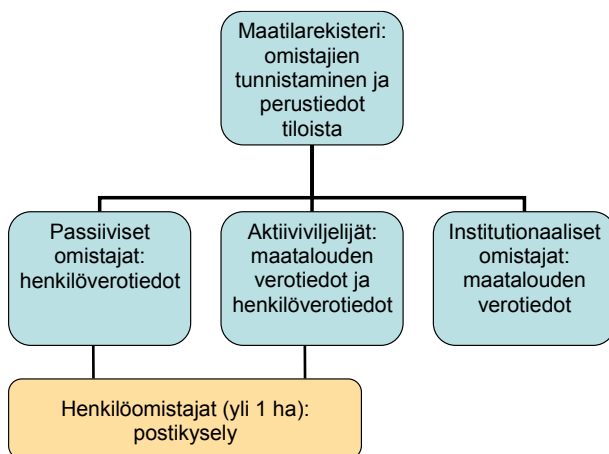 Maatilarekisteri:
omistajien
tunnistaminen ja
perustiedot
tiloista
Passiiviset
omistajat:
henkilöverotiedot
Aktiiviviljelijät:
maatalouden
verotiedot ja
henkilöverotiedot
Institutionaaliset
omistajat:
maatalouden
verotiedot
Henkilöomistajat (yli 1 ha):
postikysely